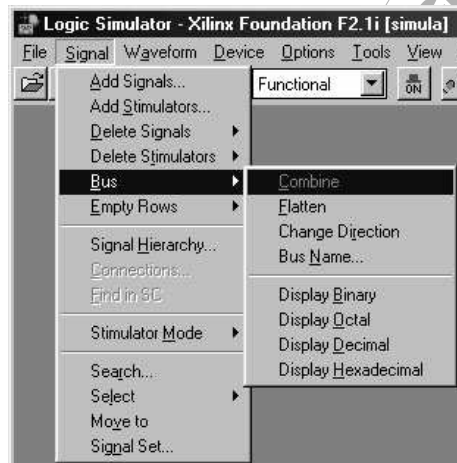 Logic Simulator - Xilinx Foundation F2.1i [simula]
File Signal Waveform Device Options Tools View
Functional ON
Add Signals...
Add Stimulators...
Delete Signals
Delete Stimulators
Bus
Empty Rows
Signal Hierarchy...
Connections...
Find in SC
Stimulator Mode
Search...
Select
Move to
Signal Set...
Combine
Flatten
Change Direction
Bus Name...
Display Binary
Display Octal
Display Decimal
Display Hexadecimal